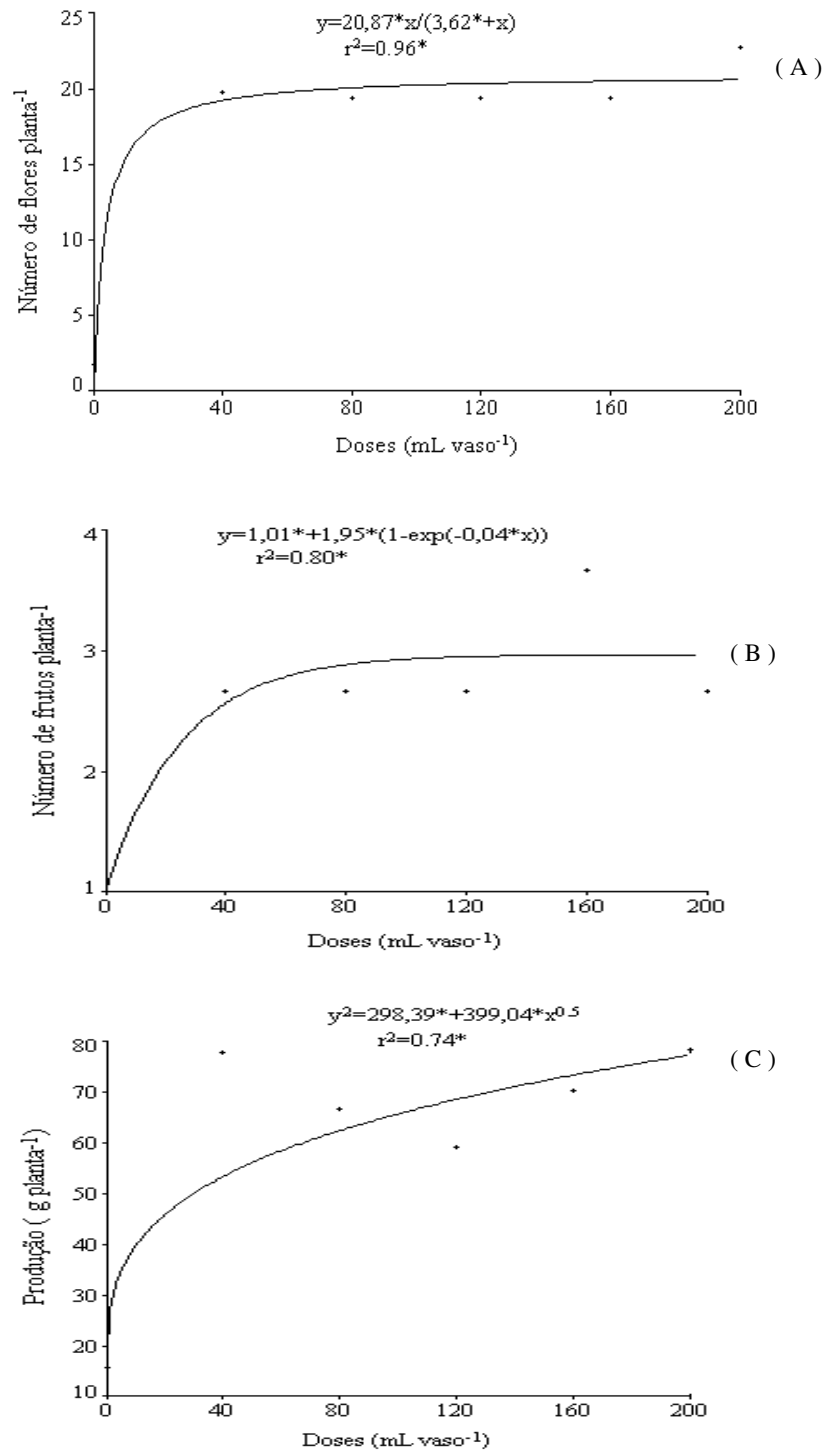 y=20,87*x/(3,62*+x)
r²=0.96*
( A )
Número de flores planta⁻¹
25
20
15
10
5
0
0 40 80 120 160 200
Doses (mL vaso⁻¹)
y=1,01*+1,95*(1-exp(-0,04*x))
r²=0.80*
( B )
Número de frutos planta⁻¹
4
3
2
1
0 40 80 120 160 200
Doses (mL vaso⁻¹)
y²=298,39*+399,04*x⁰·⁵
r²=0.74*
( C )
Produção ( g planta⁻¹)
80
70
60
50
40
30
20
10
0 40 80 120 160 200
Doses (mL vaso⁻¹)